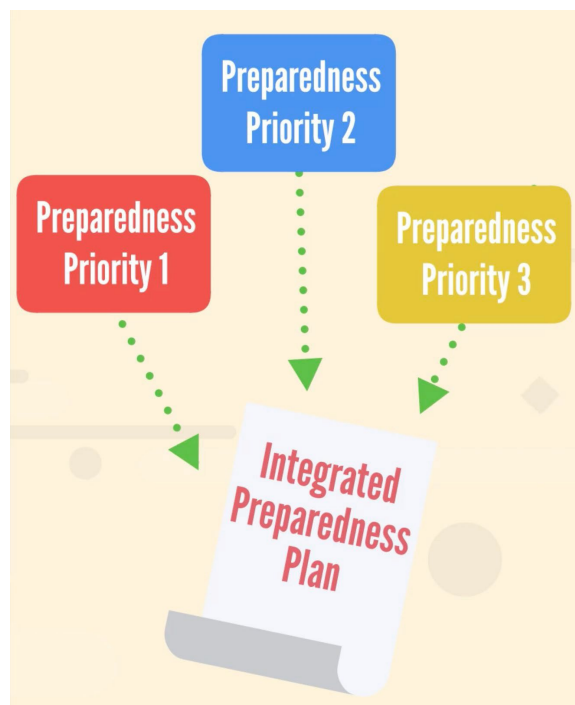 Preparedness
Priority 1
Preparedness
Priority 2
Preparedness
Priority 3
Integrated
Preparedness
Plan